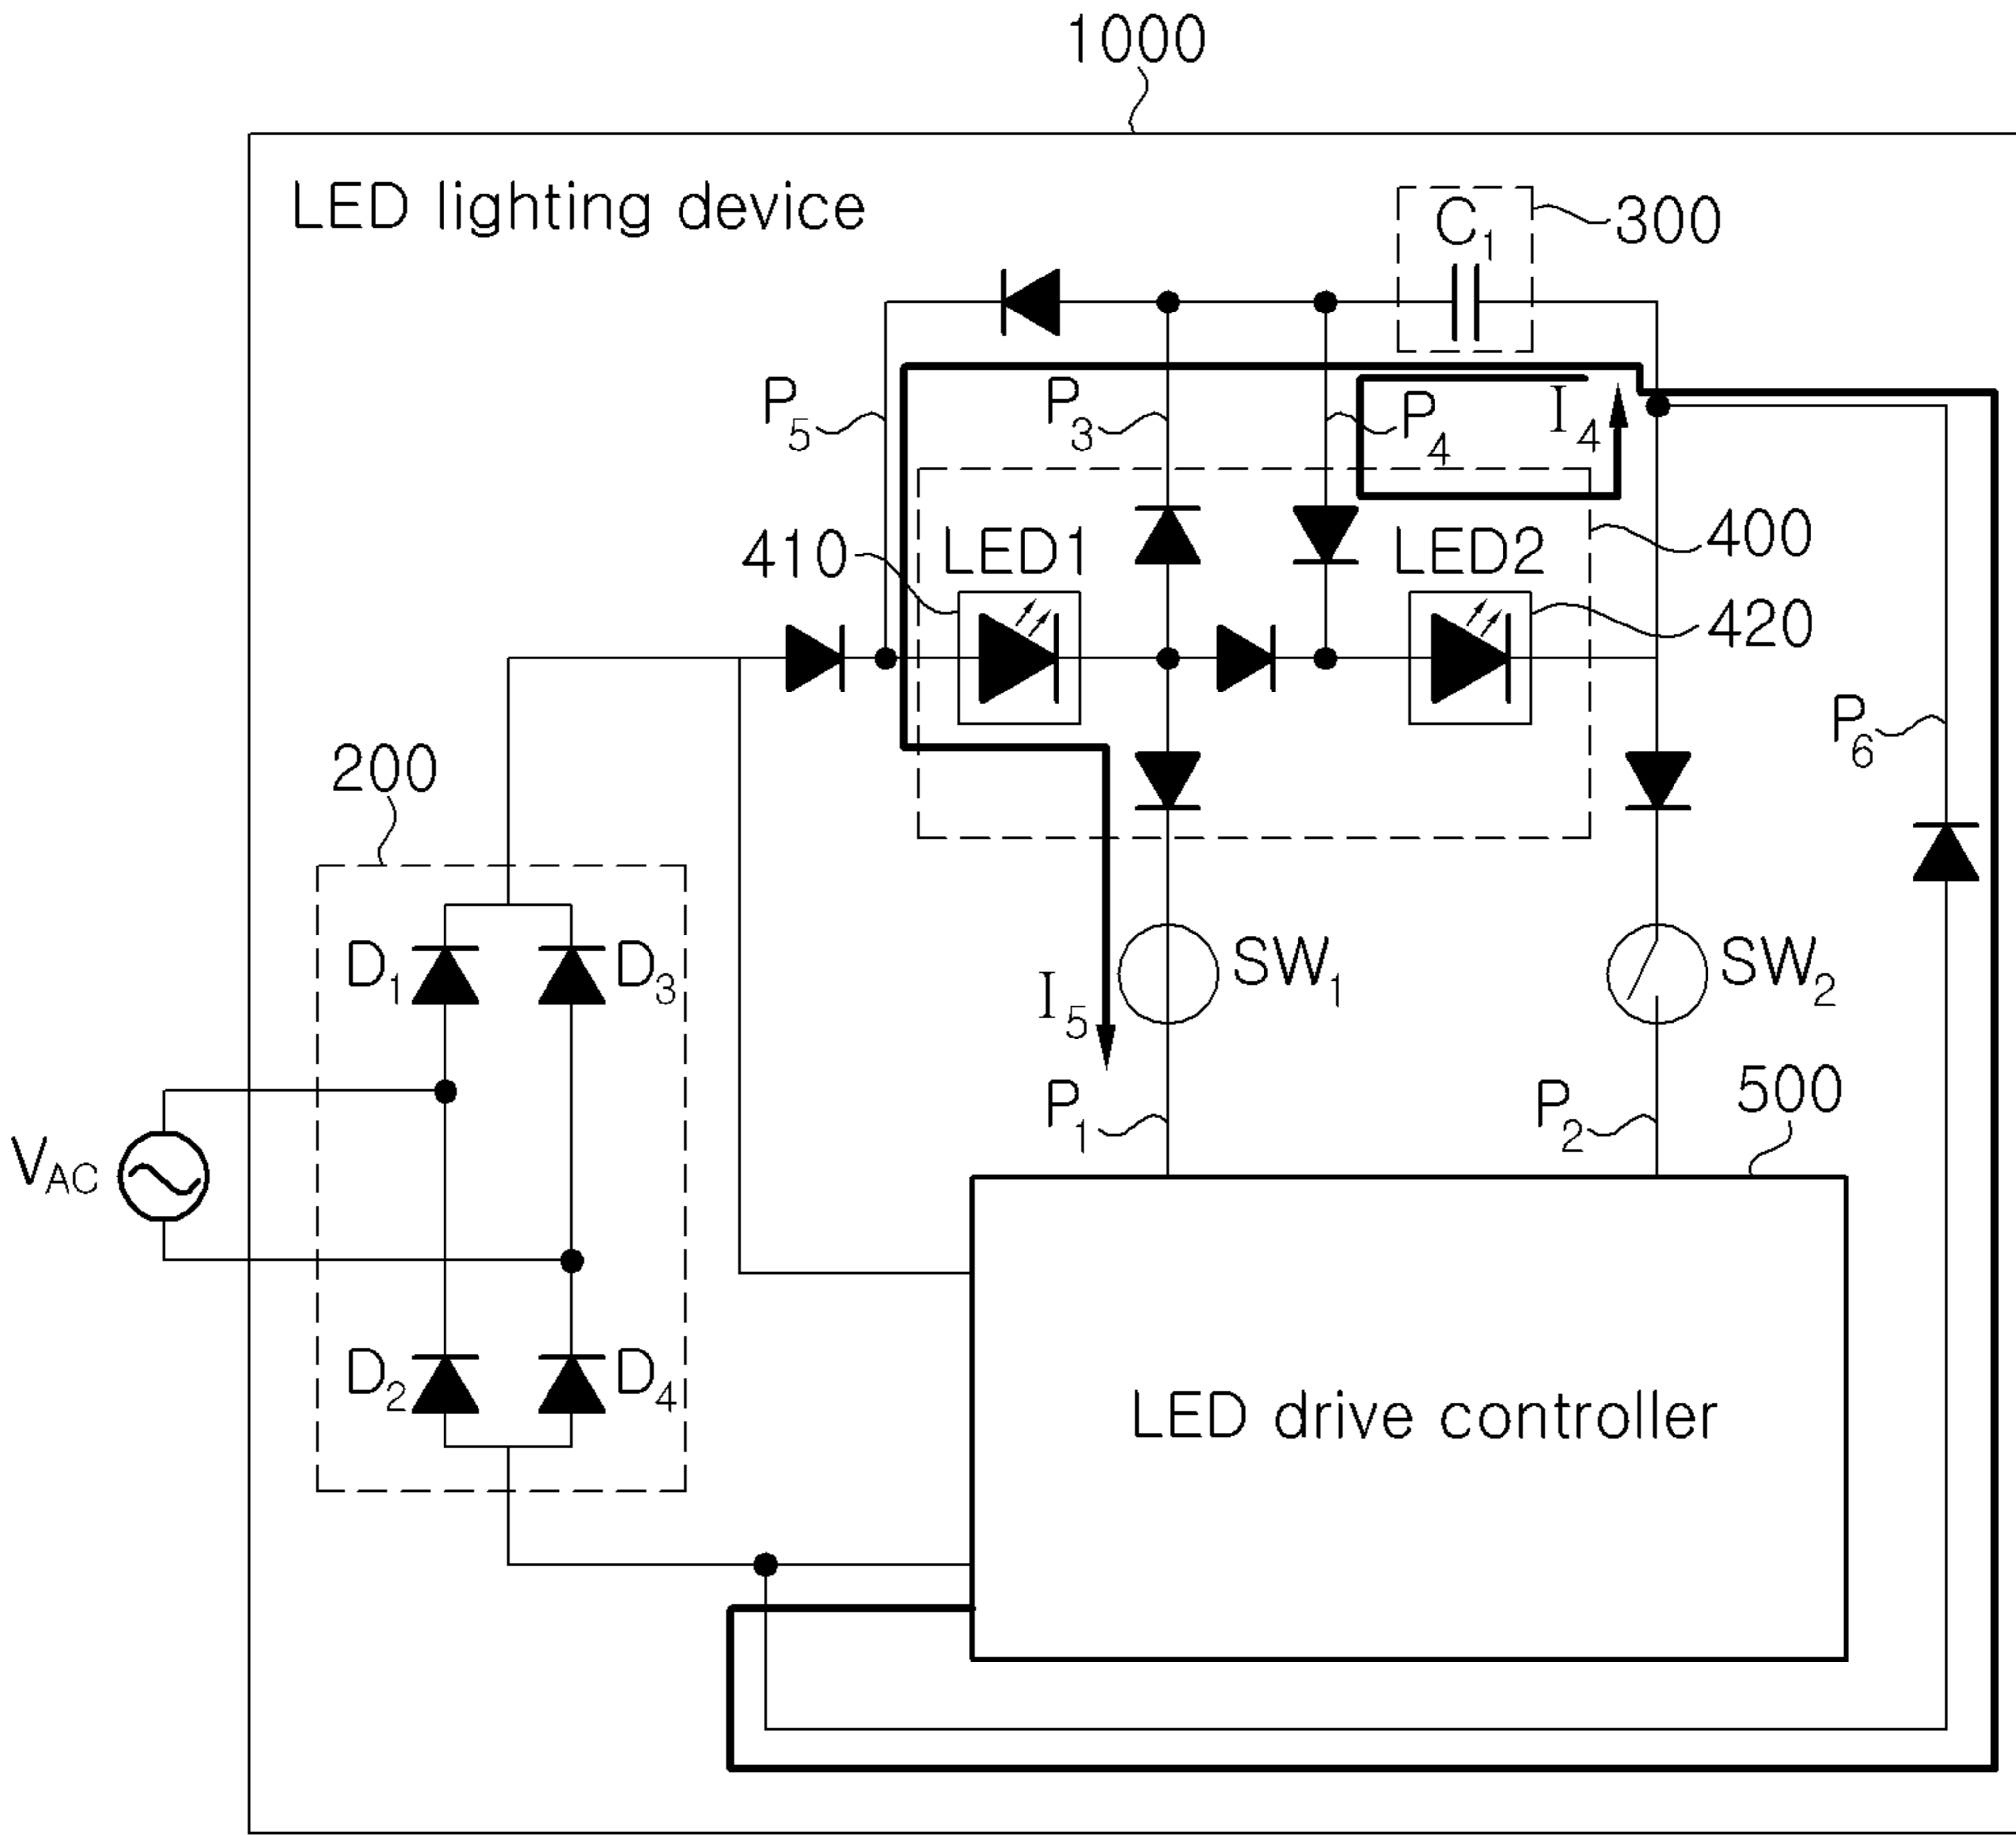 1000
LED lighting device
C1
300
P5
P3
P4
I4
410
LED1
LED2
400
420
P6
200
D1
D3
SW1
SW2
I5
P1
P2
500
VAC
D2
D4
LED drive controller